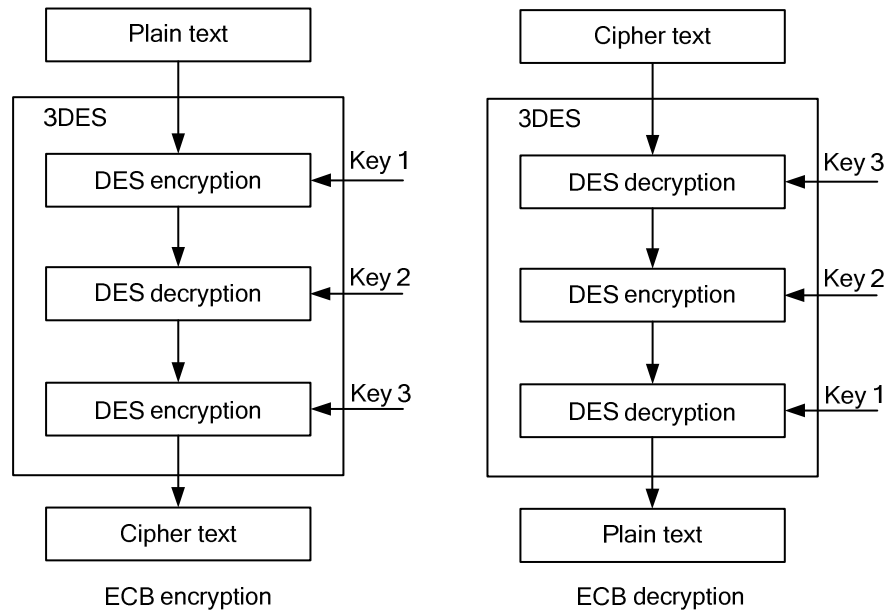 Plain text
3DES
Key 1
DES encryption
Key 2
DES decryption
Key 3
DES encryption
Cipher text
ECB encryption
Cipher text
3DES
Key 3
DES decryption
Key 2
DES encryption
Key 1
DES decryption
Plain text
ECB decryption